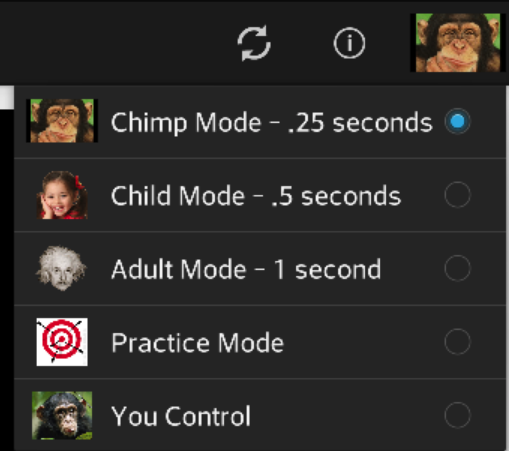 Chimp Mode - .25 seconds
Child Mode - .5 seconds
Adult Mode - 1 second
Practice Mode
You Control